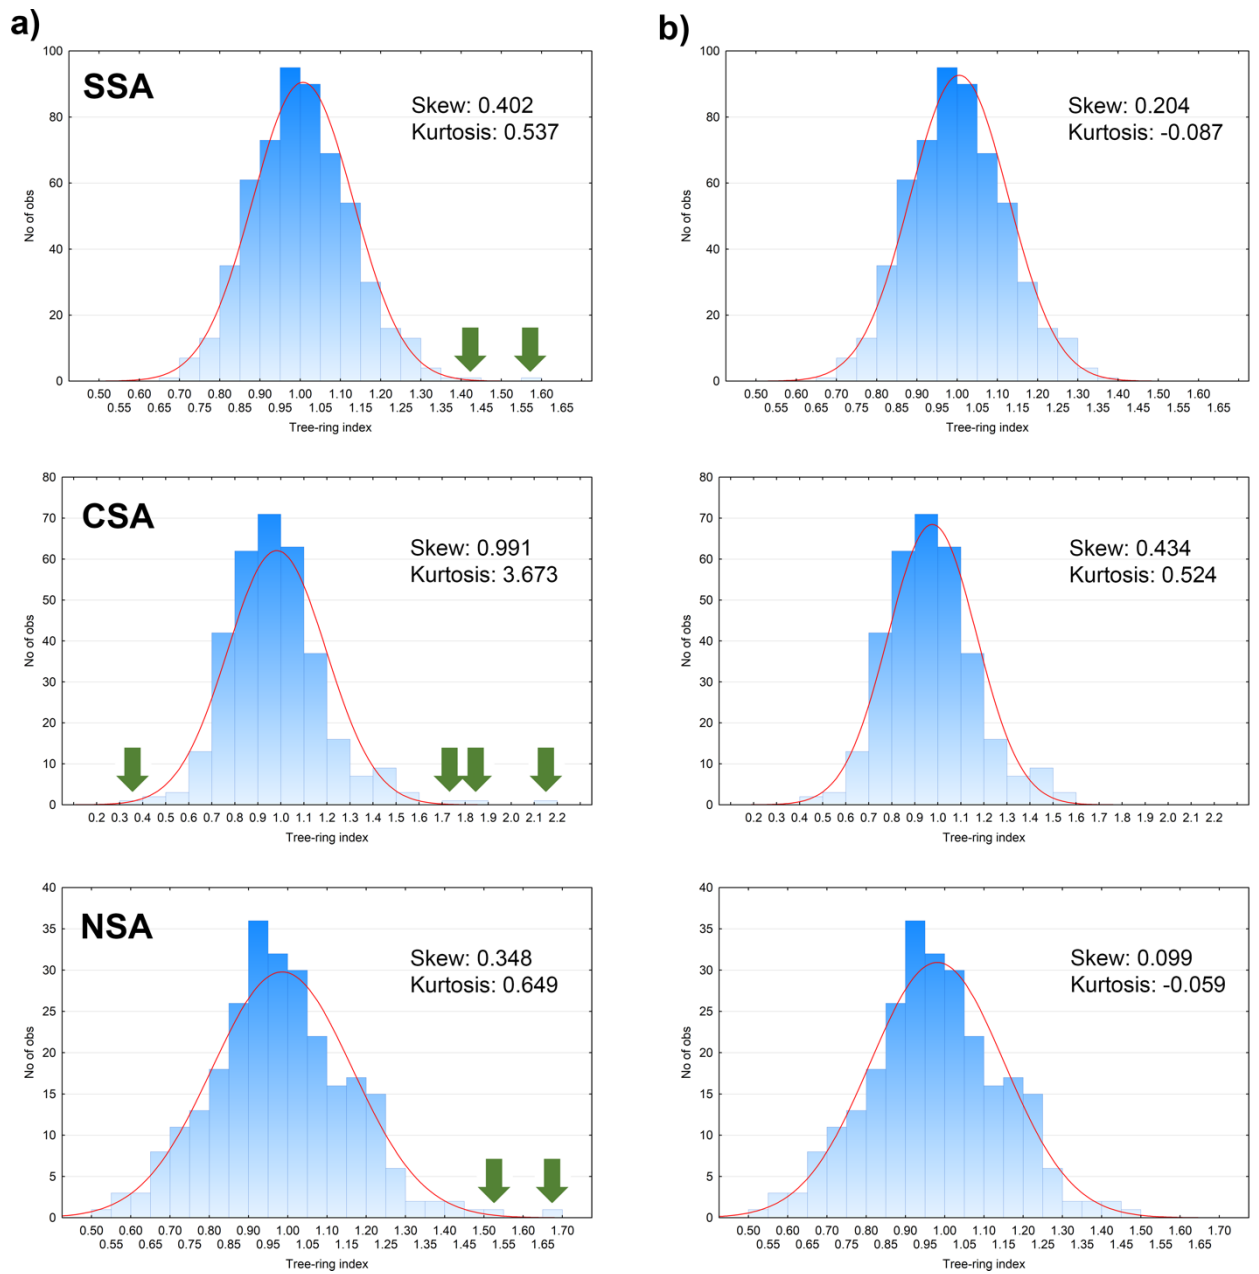 a)
b)
SSA
Skew: 0.402
Kurtosis: 0.537
No of obs
100
80
60
40
20
0
0.50 0.60 0.70 0.80 0.90 1.00 1.10 1.20 1.30 1.40 1.50 1.60
0.55 0.65 0.75 0.85 0.95 1.05 1.15 1.25 1.35 1.45 1.55 1.65
Tree-ring index
Skew: 0.204
Kurtosis: -0.087
No of obs
100
80
60
40
20
0
0.50 0.60 0.70 0.80 0.90 1.00 1.10 1.20 1.30 1.40 1.50 1.60
0.55 0.65 0.75 0.85 0.95 1.05 1.15 1.25 1.35 1.45 1.55 1.65
Tree-ring index
CSA
Skew: 0.991
Kurtosis: 3.673
No of obs
80
70
60
50
40
30
20
10
0
0.2 0.3 0.4 0.5 0.6 0.7 0.8 0.9 1.0 1.1 1.2 1.3 1.4 1.5 1.6 1.7 1.8 1.9 2.0 2.1 2.2
Tree-ring index
Skew: 0.434
Kurtosis: 0.524
No of obs
80
70
60
50
40
30
20
10
0
0.2 0.3 0.4 0.5 0.6 0.7 0.8 0.9 1.0 1.1 1.2 1.3 1.4 1.5 1.6 1.7 1.8 1.9 2.0 2.1 2.2
Tree-ring index
NSA
Skew: 0.348
Kurtosis: 0.649
No of obs
40
35
30
25
20
15
10
5
0
0.50 0.60 0.70 0.80 0.90 1.00 1.10 1.20 1.30 1.40 1.50 1.60 1.70
0.55 0.65 0.75 0.85 0.95 1.05 1.15 1.25 1.35 1.45 1.55 1.65
Tree-ring index
Skew: 0.099
Kurtosis: -0.059
No of obs
40
35
30
25
20
15
10
5
0
0.50 0.60 0.70 0.80 0.90 1.00 1.10 1.20 1.30 1.40 1.50 1.60 1.70
0.55 0.65 0.75 0.85 0.95 1.05 1.15 1.25 1.35 1.45 1.55 1.65
Tree-ring index